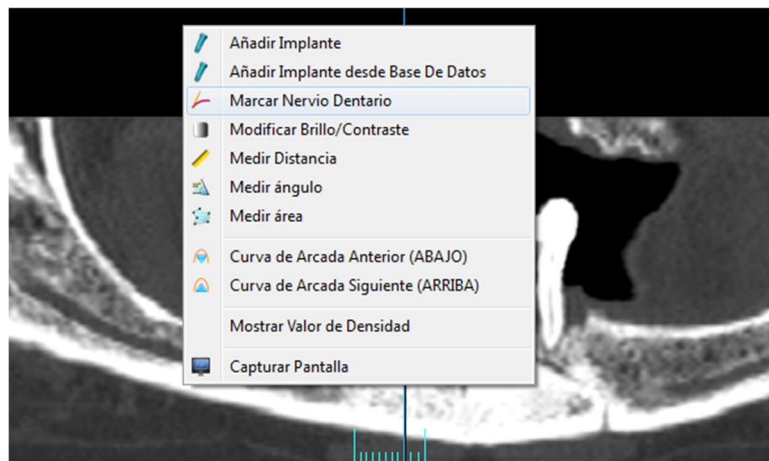 Añadir Implante
Añadir Implante desde Base De Datos
Marcar Nervio Dentario
Modificar Brillo/Contraste
Medir Distancia
Medir ángulo
Medir área
Curva de Arcada Anterior (ABAJO)
Curva de Arcada Siguiente (ARRIBA)
Mostrar Valor de Densidad
Capturar Pantalla